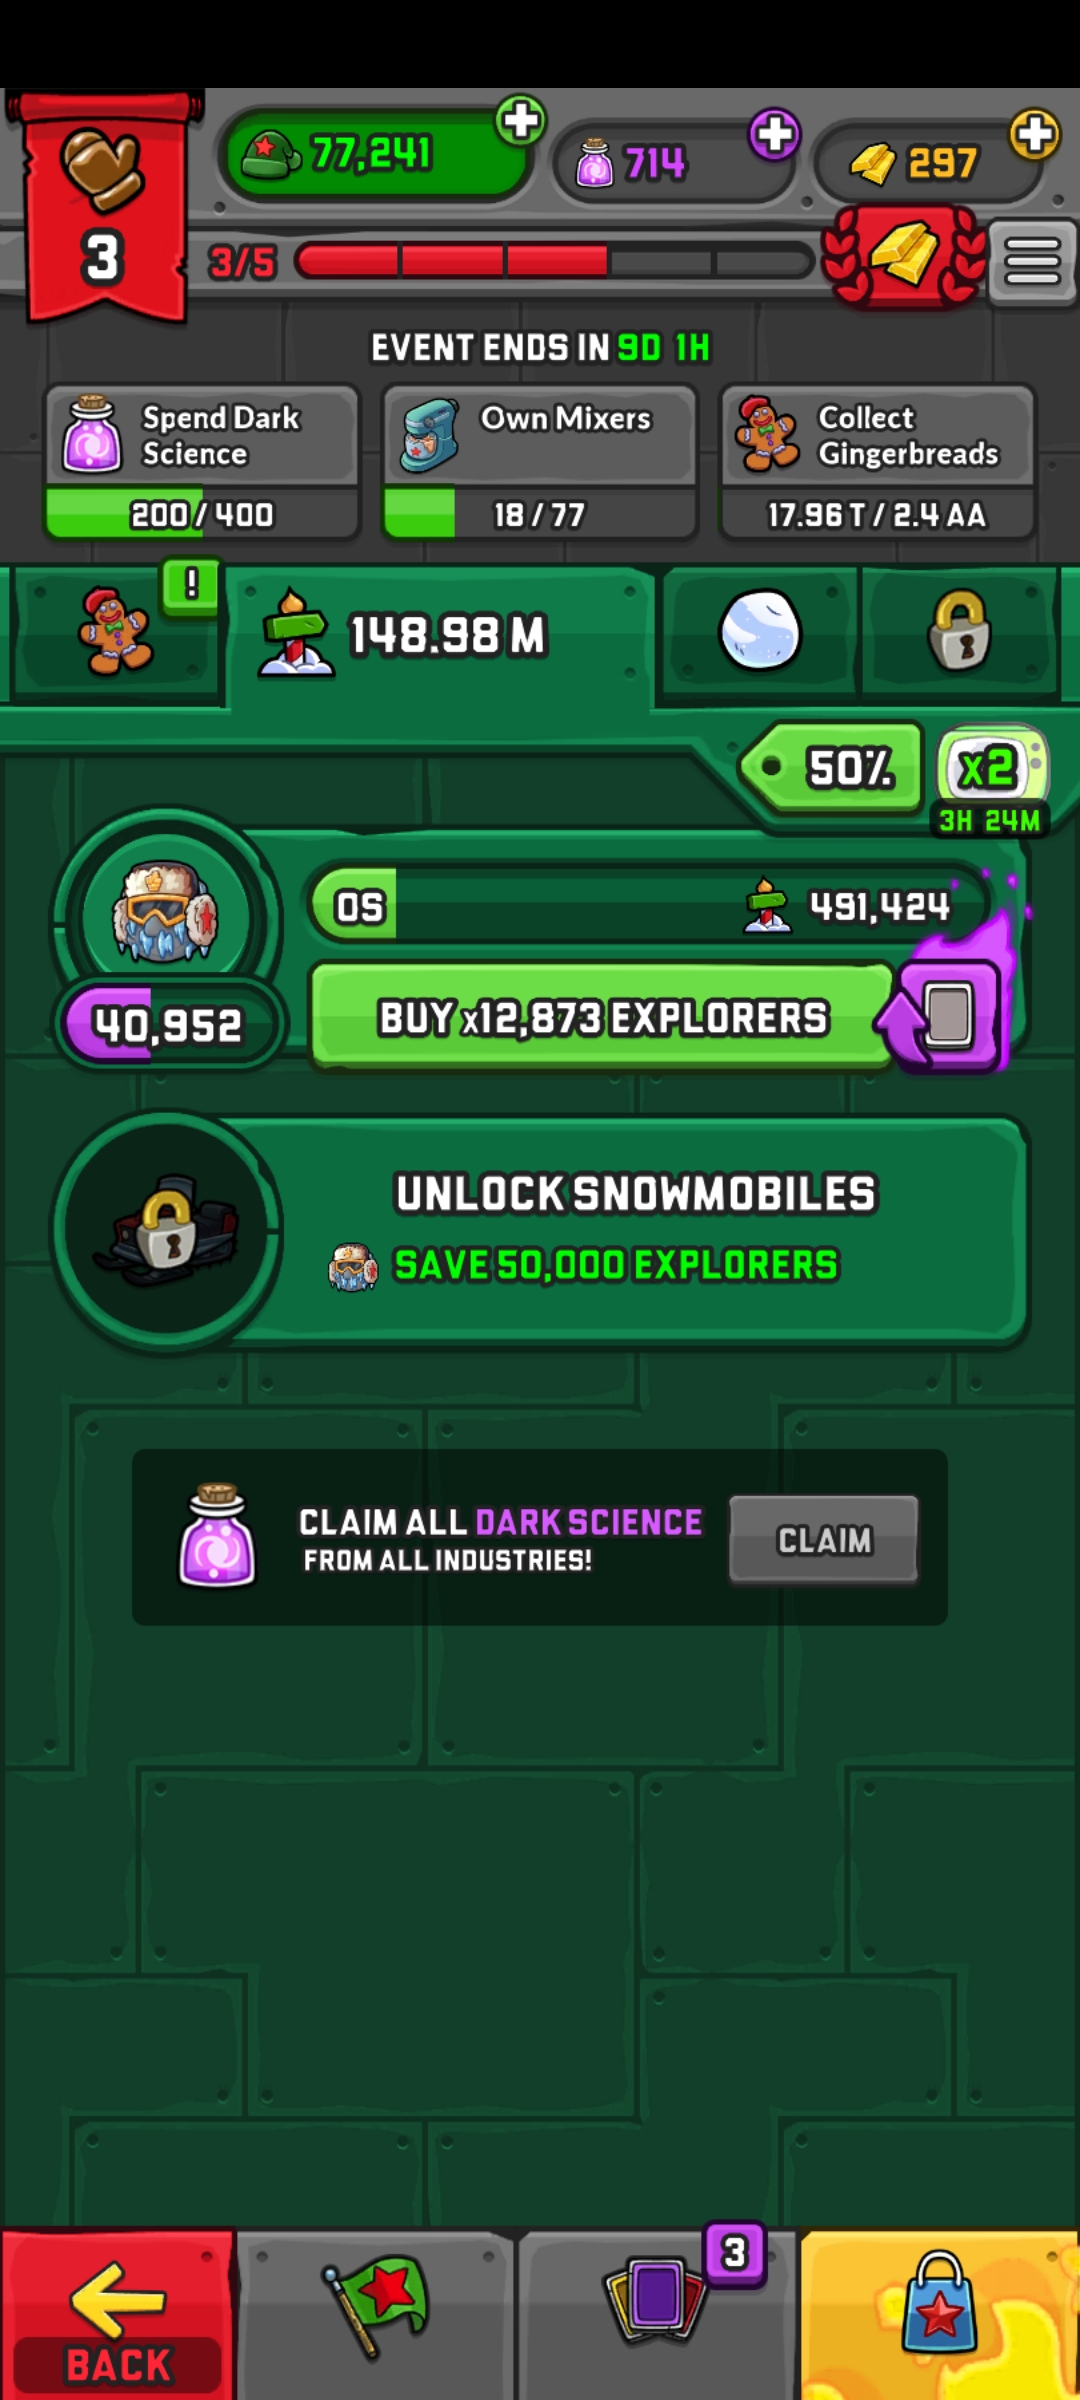 77,241
714
297
3
3/5
EVENT ENDS IN 9D 1H
Spend Dark
Science
200 / 400
Own Mixers
18 / 77
Collect
Gingerbreads
17.96 T / 2.4 AA
!
148.98 M
50%
x2
3H 24M
0S
491,424
40,952
BUY x12,873 EXPLORERS
UNLOCK SNOWMOBILES
SAVE 50,000 EXPLORERS
CLAIM ALL DARK SCIENCE
FROM ALL INDUSTRIES!
CLAIM
3
BACK